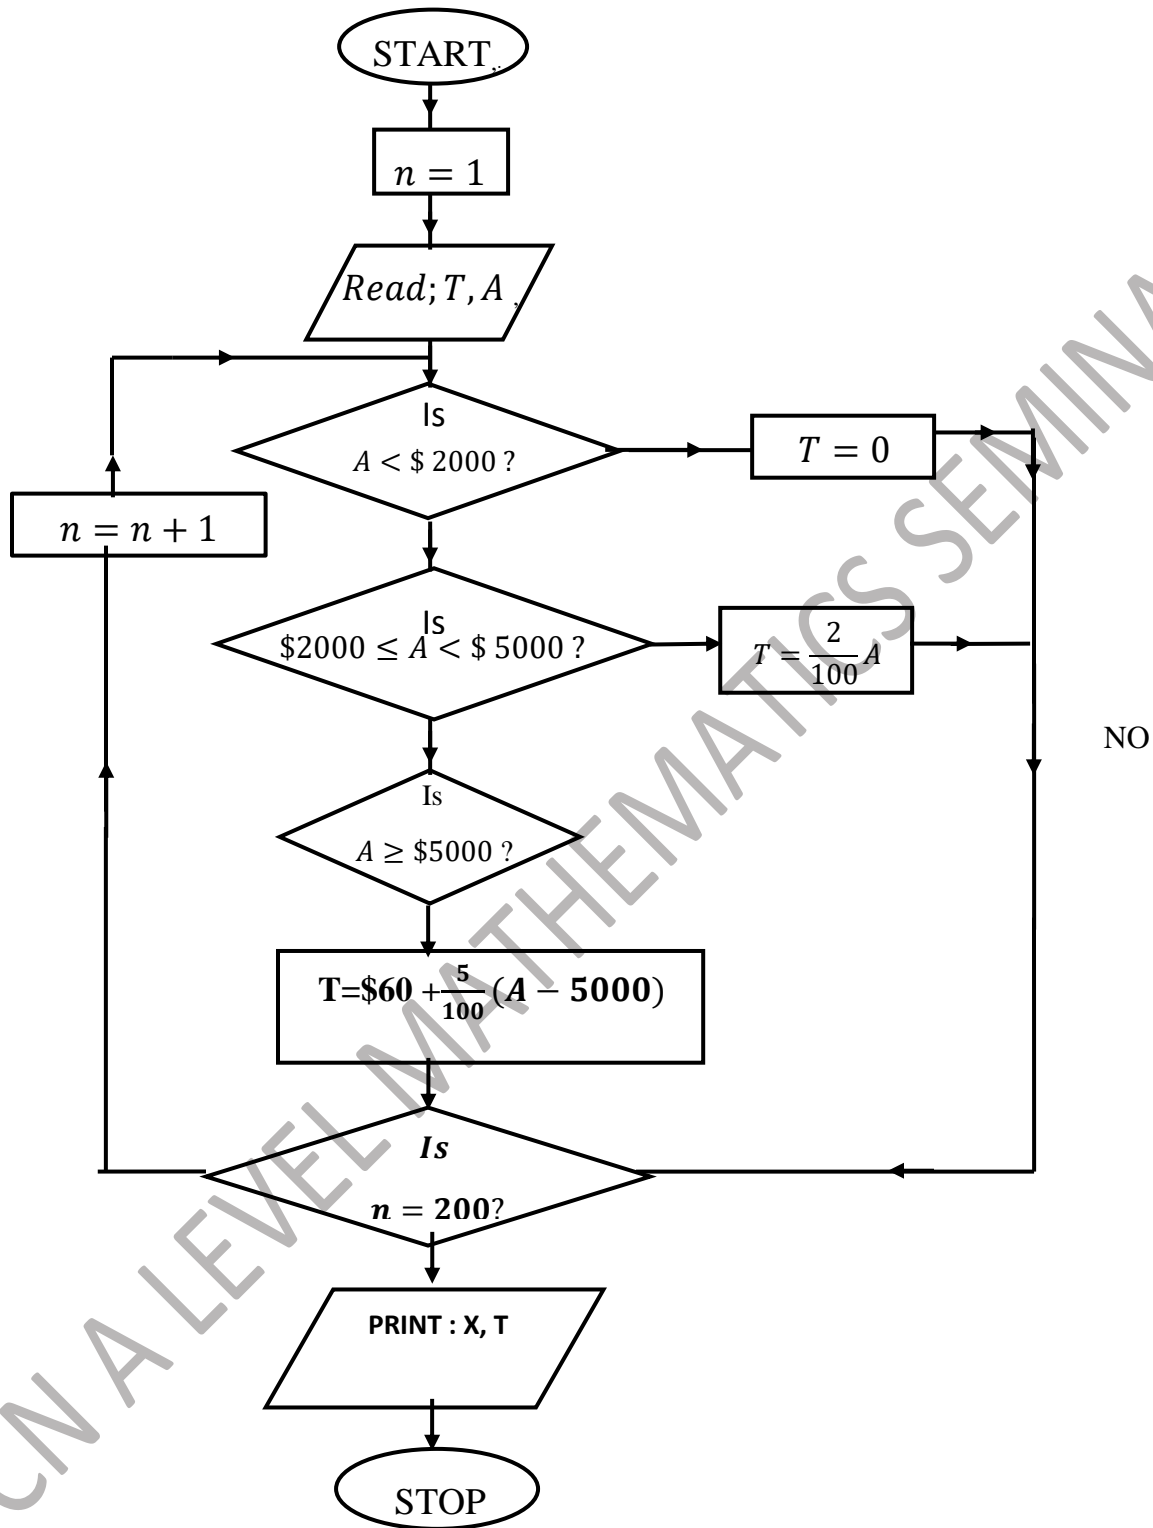 START,.
n = 1
Read; T, A ,
Is
A < $ 2000 ?
T = 0
n = n + 1
Is
$2000 ≤ A < $ 5000 ?
T = 2/100 A
NO
Is
A ≥ $5000 ?
T=$60 + 5/100 (A − 5000)
Is
n = 200?
PRINT : X, T
STOP
CN A LEVEL MATHEMATICS SEMINA